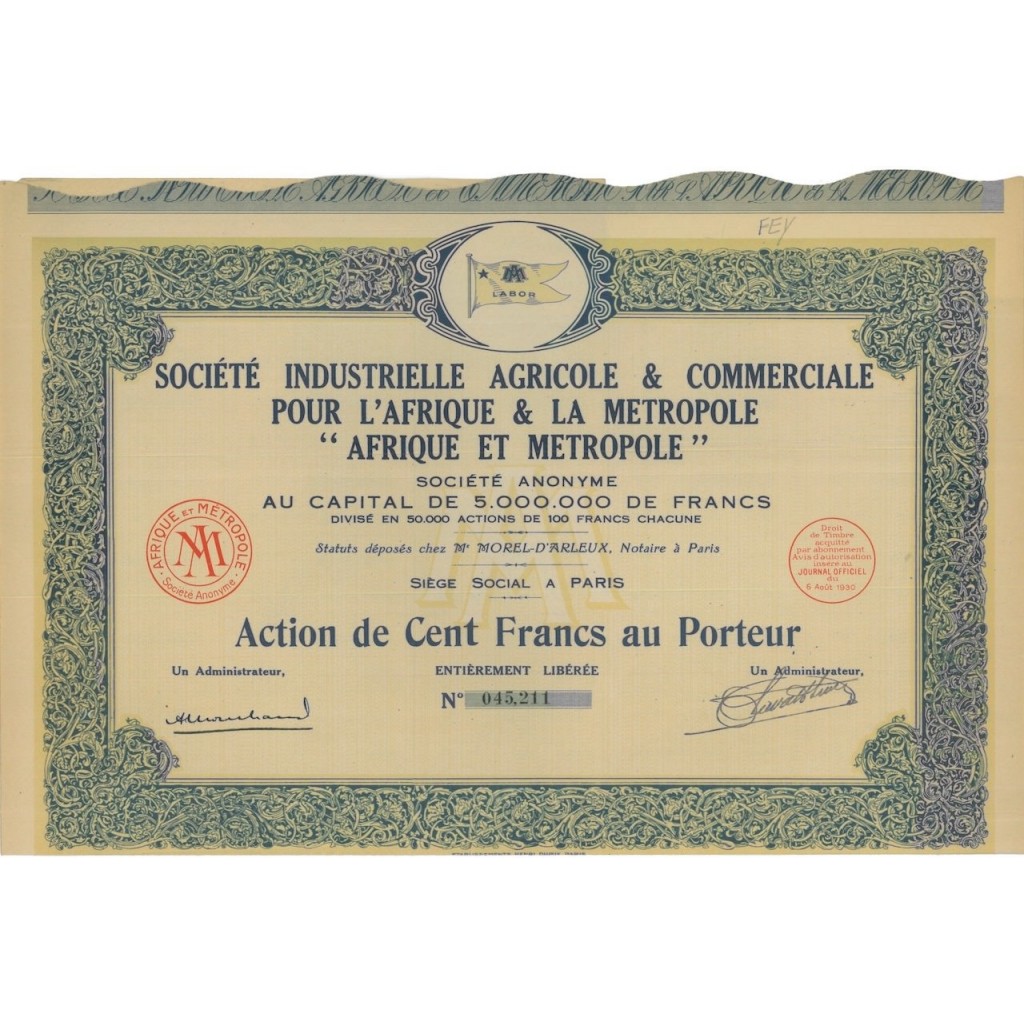 FEY
AM
LABOR
SOCIÉTÉ INDUSTRIELLE AGRICOLE & COMMERCIALE
POUR L'AFRIQUE & LA METROPOLE
“ AFRIQUE ET METROPOLE ”
SOCIÉTÉ ANONYME
AU CAPITAL DE 5.000.000 DE FRANCS
DIVISÉ EN 50.000 ACTIONS DE 100 FRANCS CHACUNE
Statuts déposés chez Mᵉ MOREL-D'ARLEUX, Notaire à Paris
SIÈGE SOCIAL A PARIS
AFRIQUE ET MÉTROPOLE
AM
Société Anonyme
Droit
de Timbre
acquitté
par abonnement
Avis d'autorisation
inséré au
JOURNAL OFFICIEL
du
6 Août 1930
Action de Cent Francs au Porteur
Un Administrateur, ENTIÈREMENT LIBÉRÉE Un Administrateur,
N° 045,211